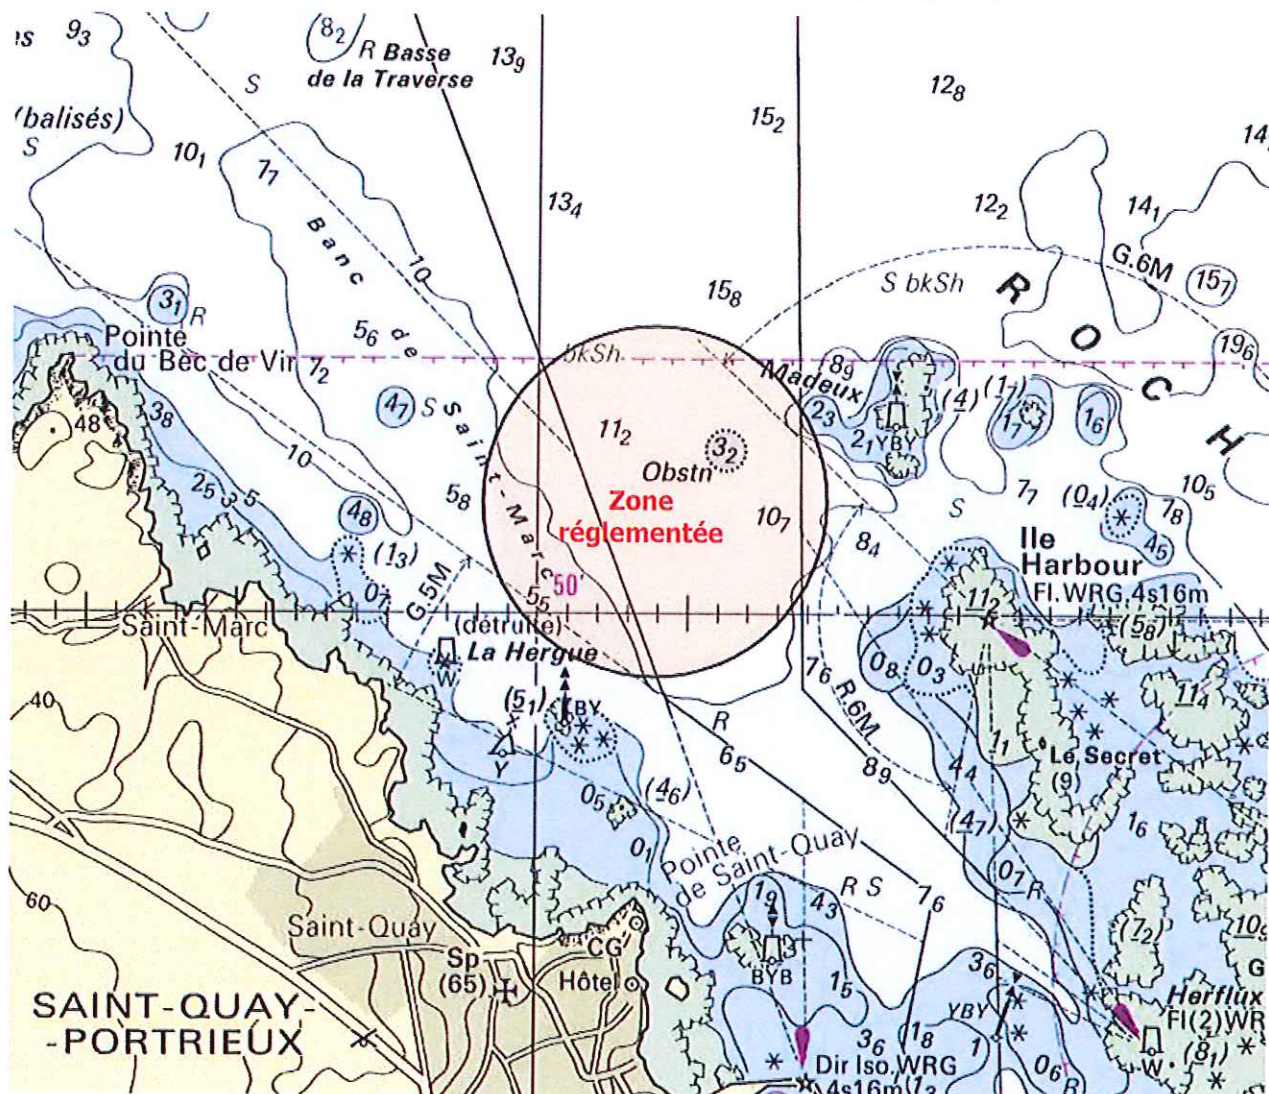 9₃
8₂
R Basse
de la Traverse
13₉
12₈
S
15₂
(balisés)
S
10₁
7₇
13₄
12₂
14₁
Banc de Saint-Marc
10
15₈
S bkSh
G.6M
15₇
R O C H
3₁
R
Pointe
du Bec de Vir
7₂
5₆
bkSh
8₉
Madeux
19₆
4₇
S
3₈
48
11₂
3₂
Obstn
2₃
2₁
YBY
(4)
(1₇)
1₇
1₆
10
2₅
3
5
5₈
Zone
réglementée
10₇
7₇
(0₄)
10₅
4₈
(1₃)
8₄
S
7₈
4₅
Ile
Harbour
Fl.WRG.4s16m
0₇
G.5M
50'
5₅
11₂
(5₈)
Saint-Marc
(détruite)
La Hergue
W
7₆
0₈
0₃
11₄
40
(5₁)
BY
Y
R
6₅
R.6M
8₉
4₄
1₁
Le Secret
(9)
0₅
(4₆)
(4₇)
1₆
0₁
Pointe
de Saint-Quay
R S
7₆
0₇
R
60
Saint-Quay
1₉
4₃
(7₂)
10₉
Sp
(65)
CG
Hôtel
BYB
1₅
3₆
YBY
G
SAINT-QUAY-
-PORTRIEUX
Herflux
Fl(2)WR
3₆
1₈
1
(8₁)
Dir Iso.WRG
4s16m
0₆
R
W